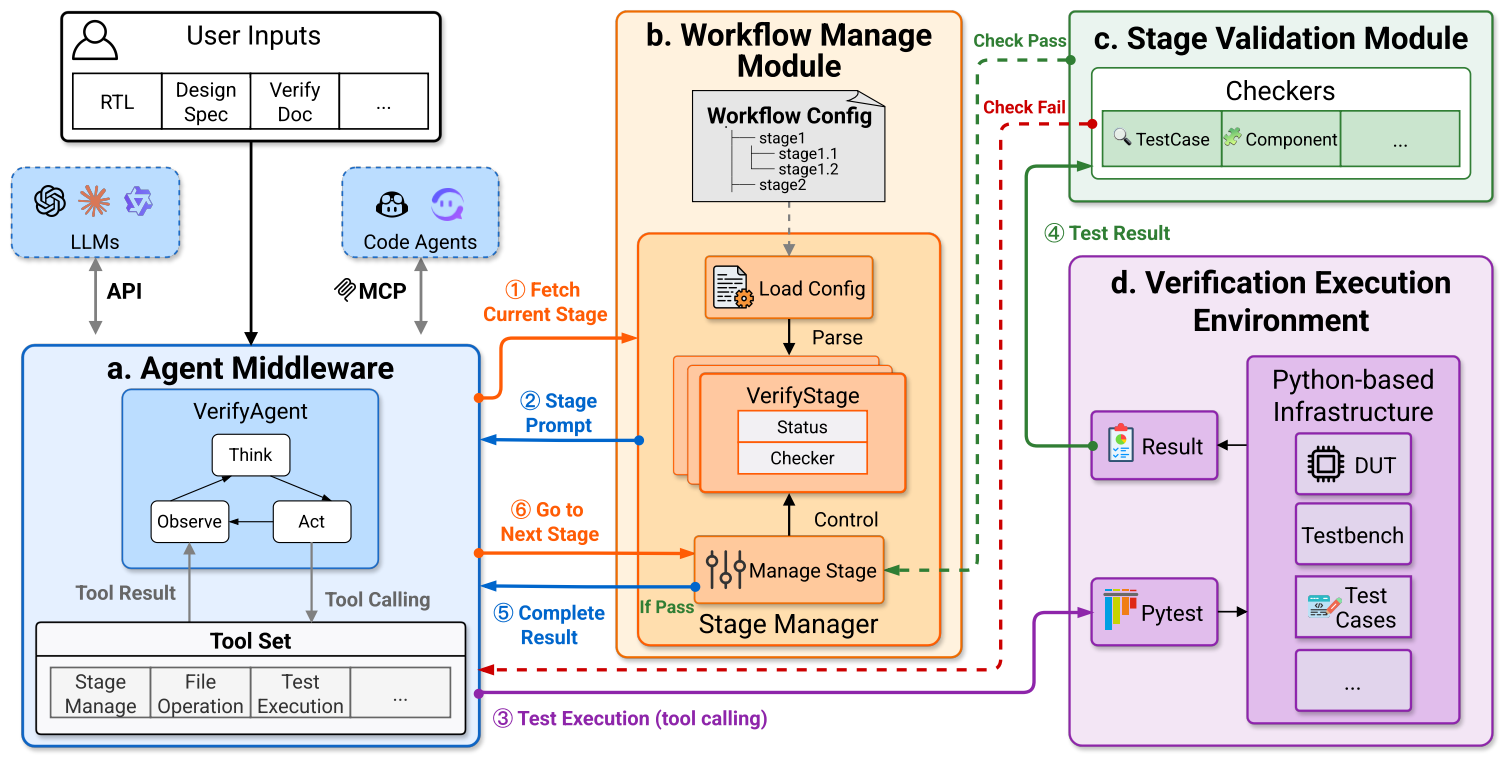 User Inputs
RTL
Design
Spec
Verify
Doc
...
LLMs
Code Agents
API
MCP
a. Agent Middleware
VerifyAgent
Think
Observe
Act
Tool Result
Tool Calling
Tool Set
Stage
Manage
File
Operation
Test
Execution
...
① Fetch
Current Stage
② Stage
Prompt
⑥ Go to
Next Stage
⑤ Complete
Result
③ Test Execution (tool calling)
b. Workflow Manage
Module
Workflow Config
stage1
stage1.1
stage1.2
stage2
Load Config
Parse
VerifyStage
Status
Checker
Control
Manage Stage
If Pass
Stage Manager
Check Pass
Check Fail
c. Stage Validation Module
Checkers
TestCase
Component
...
④ Test Result
d. Verification Execution
Environment
Result
Pytest
Python-based
Infrastructure
DUT
Testbench
Test
Cases
...